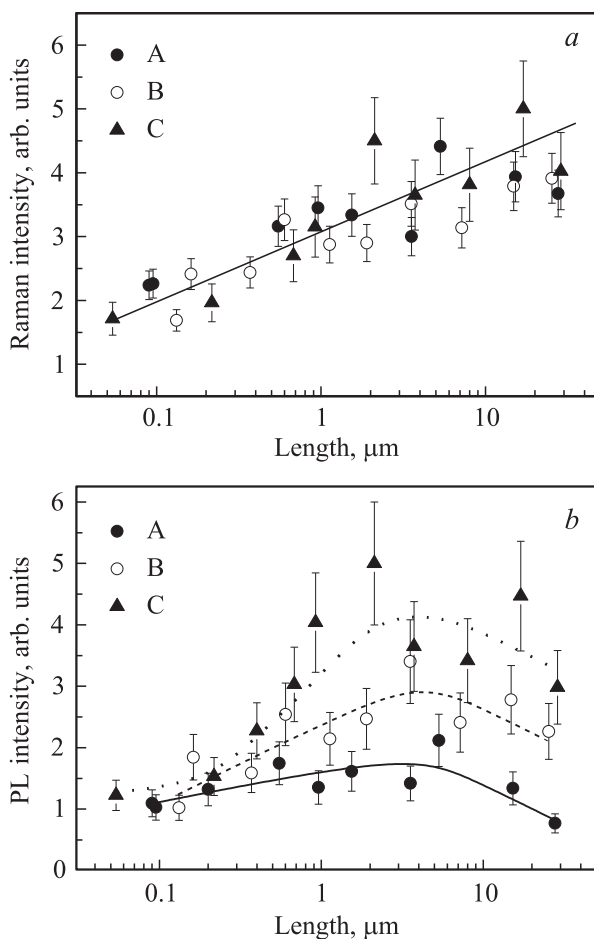 a
6
5
4
3
2
1
A
B
C
Raman intensity, arb. units
0.1 1 10
Length, μm
b
6
5
4
3
2
1
0
A
B
C
PL intensity, arb. units
0.1 1 10
Length, μm